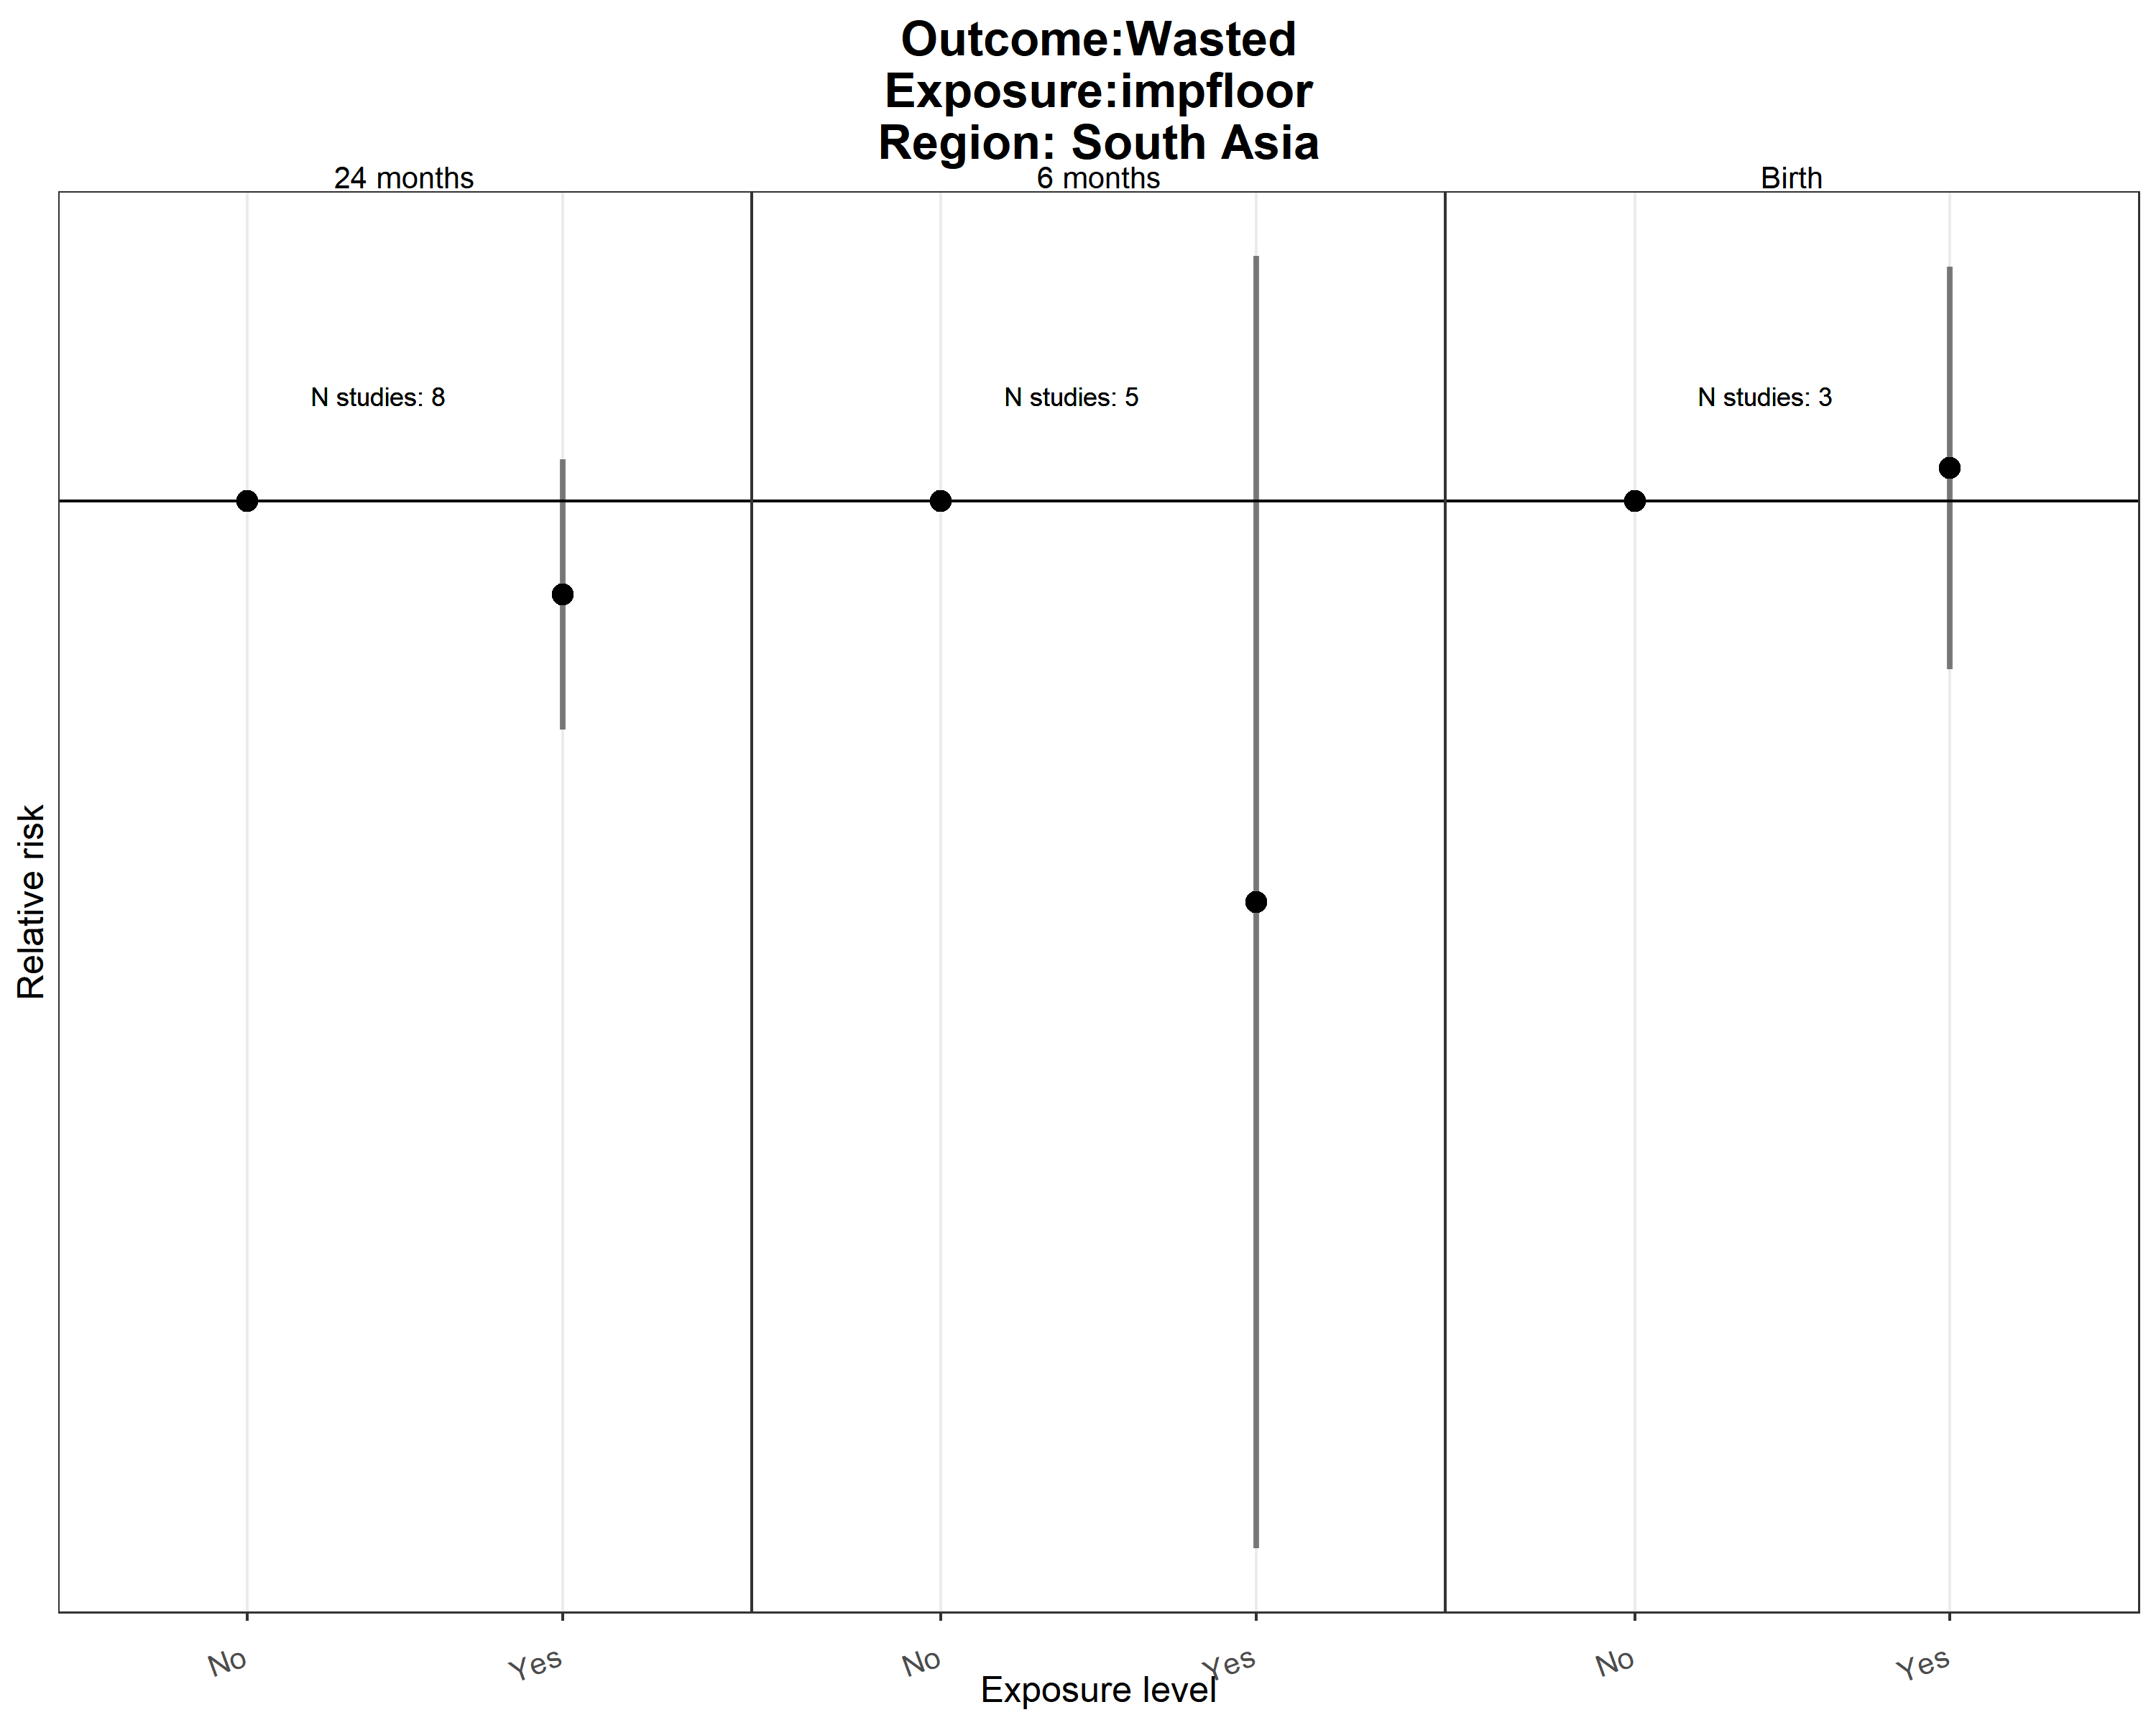 Outcome:Wasted
Exposure:impfloor
Region: South Asia
24 months
6 months
Birth
N studies: 8
N studies: 5
N studies: 3
Relative risk
No
Yes
No
Yes
No
Yes
Exposure level